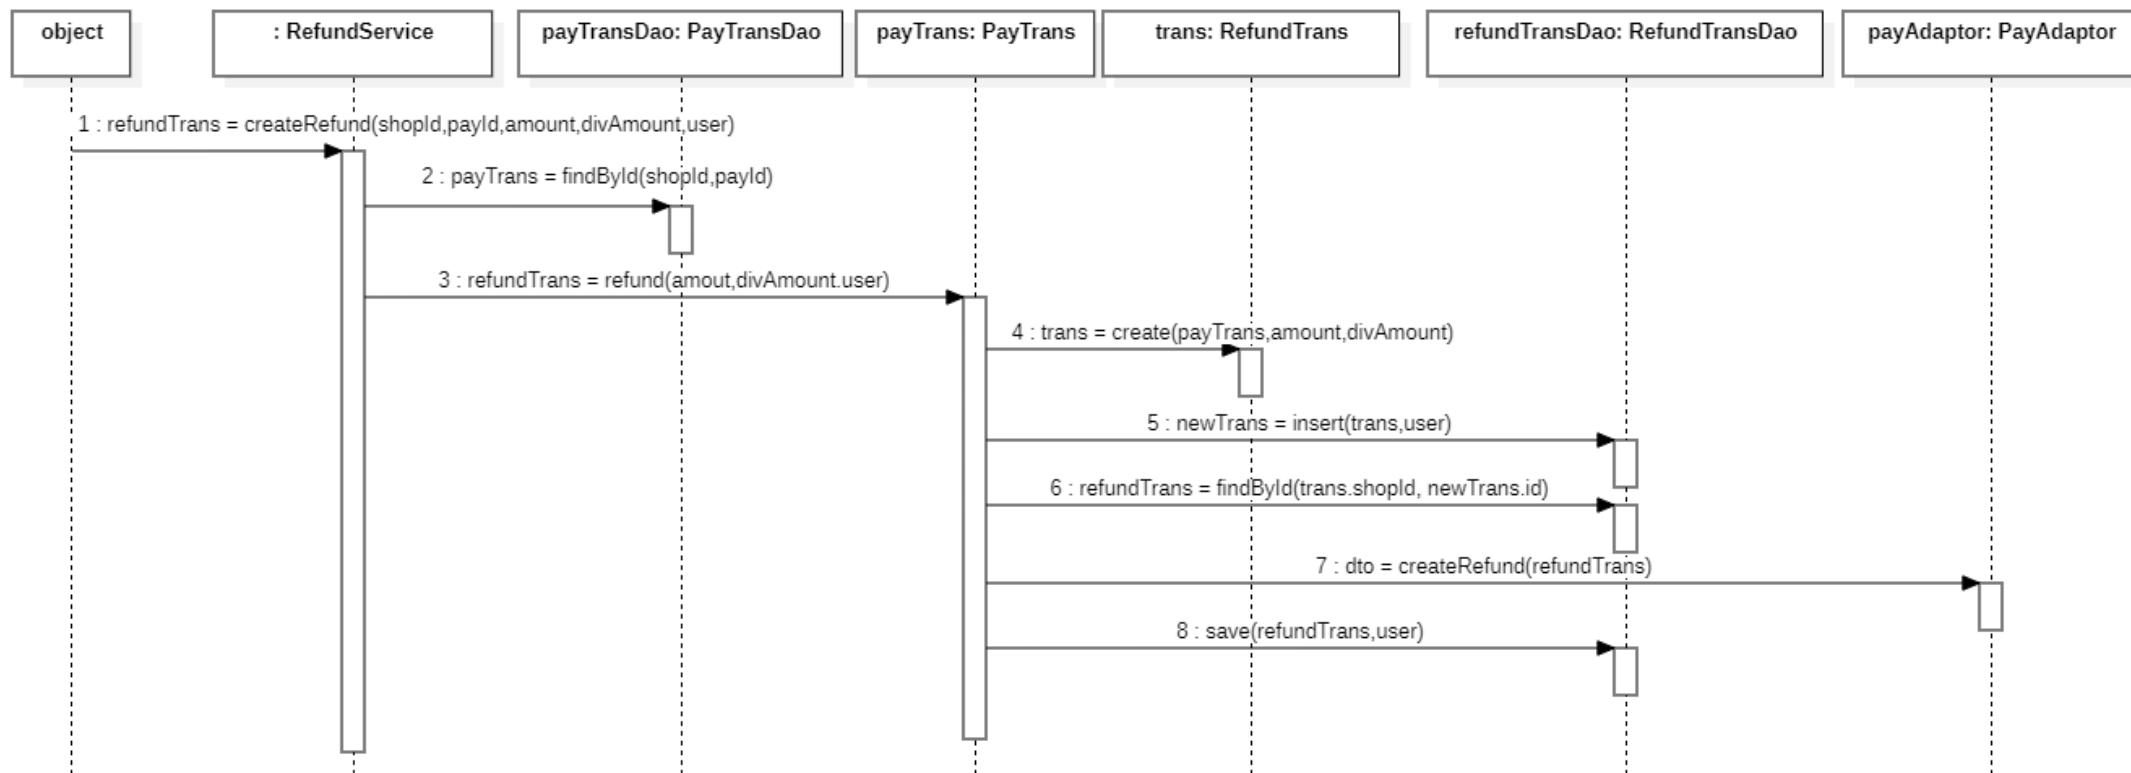 object
: RefundService
payTransDao: PayTransDao
payTrans: PayTrans
trans: RefundTrans
refundTransDao: RefundTransDao
payAdaptor: PayAdaptor
1 : refundTrans = createRefund(shopId,payId,amount,divAmount,user)
2 : payTrans = findById(shopId,payId)
3 : refundTrans = refund(amout,divAmount.user)
4 : trans = create(payTrans,amount,divAmount)
5 : newTrans = insert(trans,user)
6 : refundTrans = findById(trans.shopId, newTrans.id)
7 : dto = createRefund(refundTrans)
8 : save(refundTrans,user)